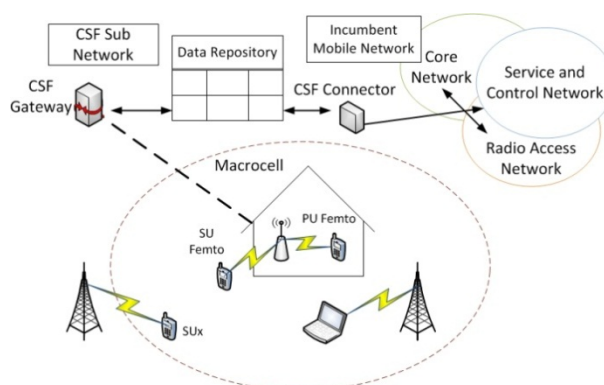 CSF Sub
Network
Data Repository
Incumbent
Mobile Network
CSF
Gateway
CSF Connector
Core
Network
Service and
Control Network
Radio Access
Network
Macrocell
SU
Femto
PU Femto
SUx